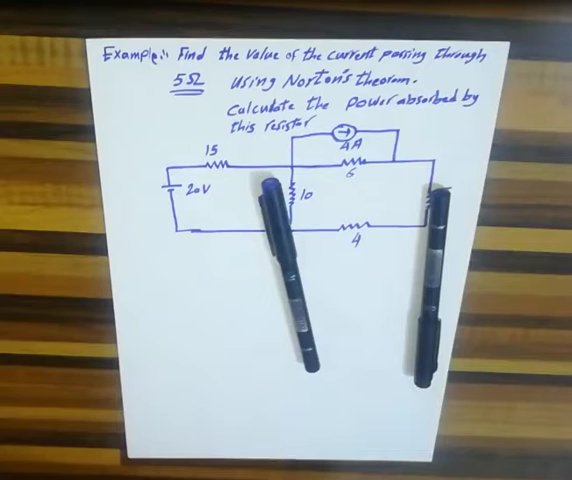 Example:. Find the value of the current passing through
5Ω using Norton's theorem.
Calculate the power absorbed by
this resistor
4A
15
6
20V
10
4